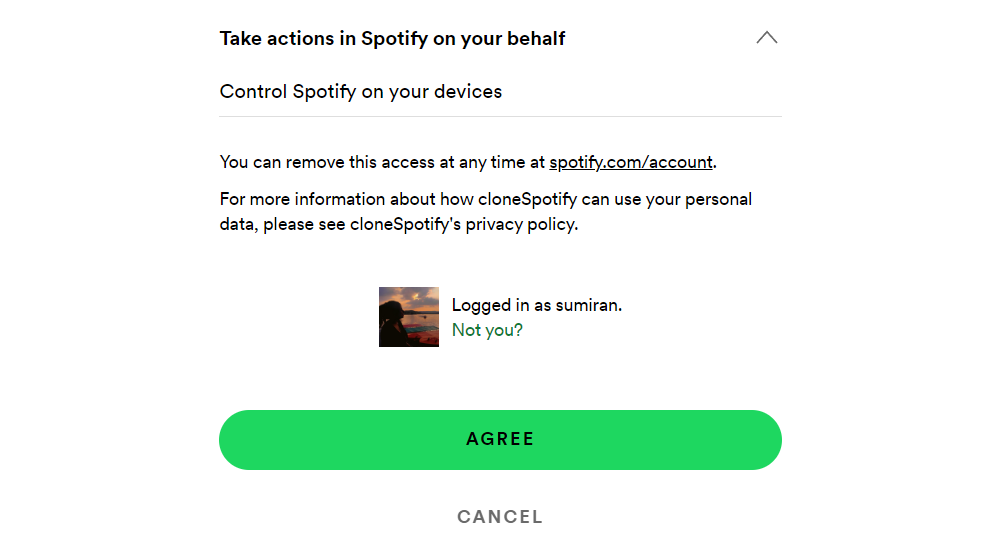 Take actions in Spotify on your behalf
Control Spotify on your devices
You can remove this access at any time at spotify.com/account.
For more information about how cloneSpotify can use your personal
data, please see cloneSpotify's privacy policy.
Logged in as sumiran.
Not you?
AGREE
CANCEL